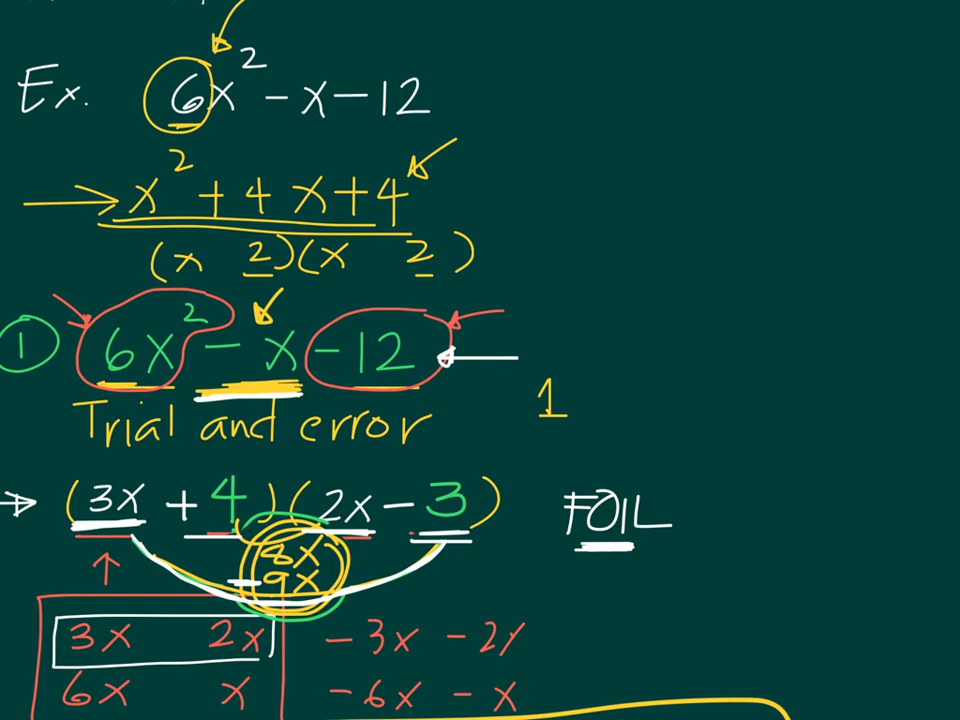 Ex. 6x² - x - 12
x² + 4x + 4
(x 2)(x 2)
1 6x² - x - 12
1
Trial and error
(3x + 4)(2x - 3) FOIL
8x
- 9x
3x 2x - 3x - 2x
6x x - 6x - x